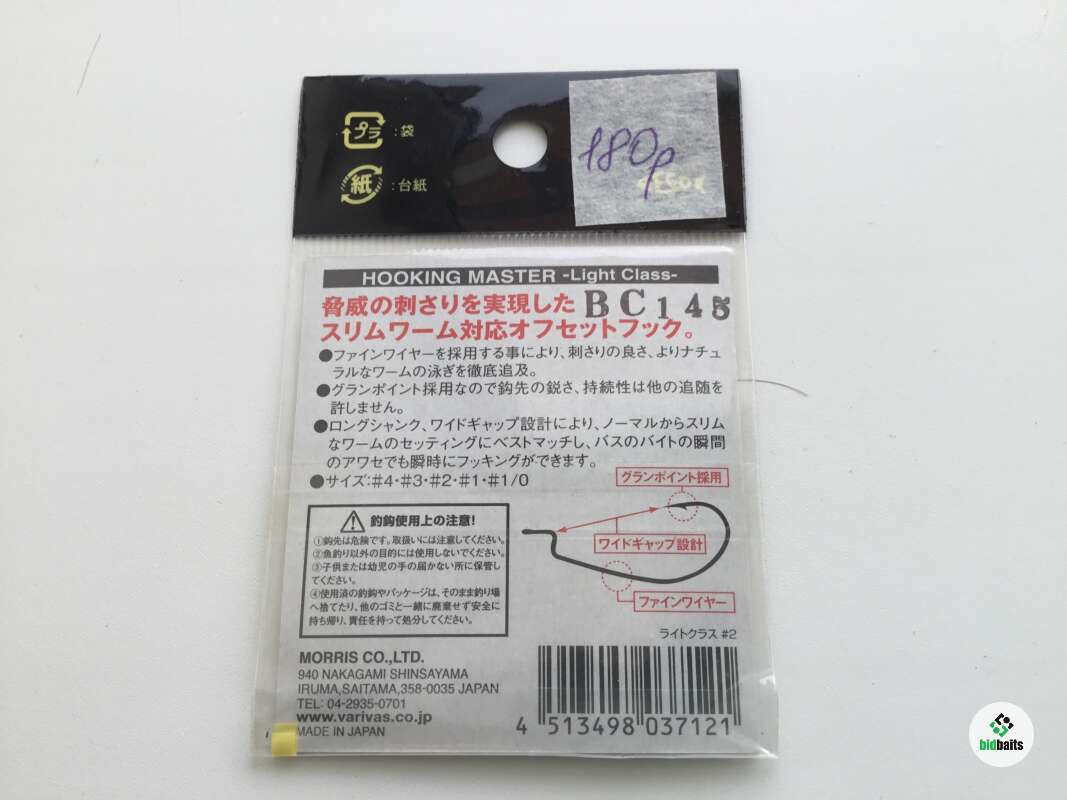 プラ :袋
紙 :台紙
180р
HOOKING MASTER -Light Class-
脅威の刺さりを実現した BC145
スリムワーム対応オフセットフック。
●ファインワイヤーを採用する事により、刺さりの良さ、よりナチュ
ラルなワームの泳ぎを徹底追及。
●グランポイント採用なので鈎先の鋭さ、持続性は他の追随を
許しません。
●ロングシャンク、ワイドギャップ設計により、ノーマルからスリム
なワームのセッティングにベストマッチし、バスのバイトの瞬間
のアワセでも瞬時にフッキングができます。
●サイズ:#4・#3・#2・#1・#1/0
グランポイント採用
ワイドギャップ設計
ファインワイヤー
釣鈎使用上の注意!
①鈎先は危険です。取扱いには注意してください。
②魚釣り以外の目的には使用しないでください。
③子供または幼児の手の届かない所に保管し
てください。
④使用済の釣鈎やパッケージは、そのまま釣り場
へ捨てたり、他のゴミと一緒に廃棄せず安全に
持ち帰り、責任を持って処分してください。
ライトクラス #2
MORRIS CO.,LTD.
940 NAKAGAMI SHINSAYAMA
IRUMA,SAITAMA,358-0035 JAPAN
TEL: 04-2935-0701
www.varivas.co.jp
MADE IN JAPAN
4 513498 037121
bidbaits